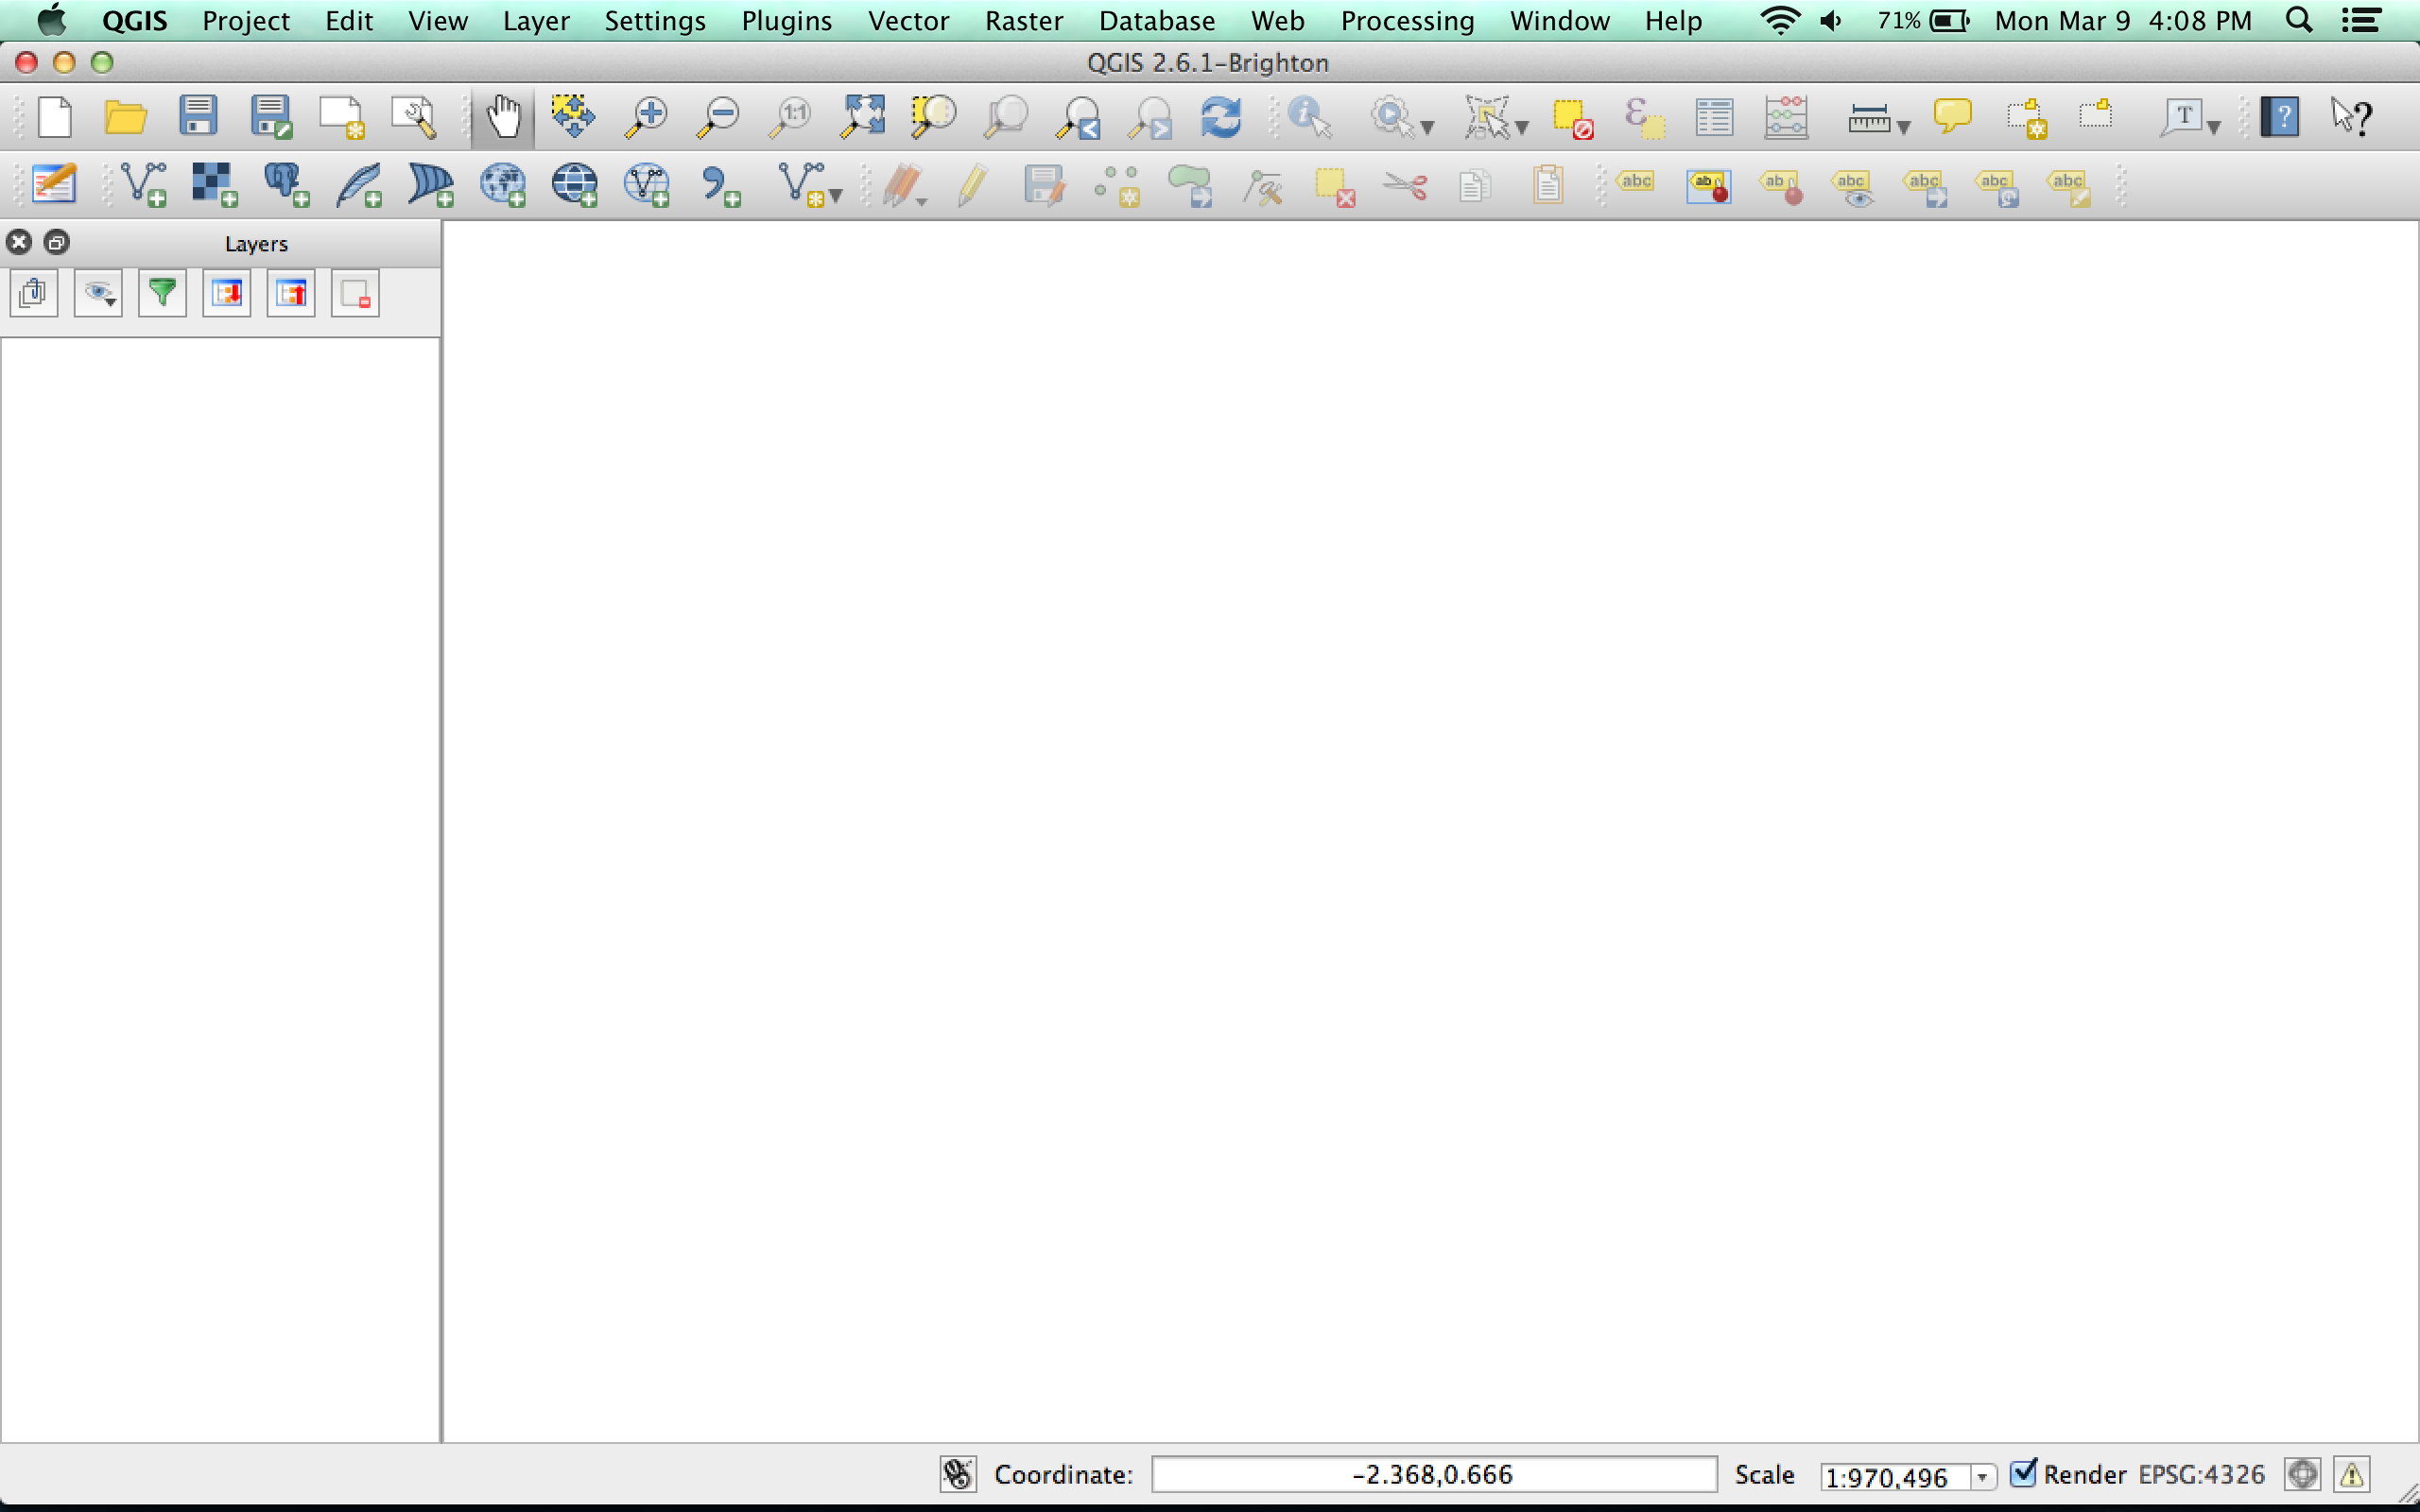 QGIS Project Edit View Layer Settings Plugins Vector Raster Database Web Processing Window Help 71% Mon Mar 9 4:08 PM
QGIS 2.6.1-Brighton
1:1 T ? ?
abc ab ab abc abc abc abc
Layers
Coordinate: -2.368,0.666 Scale 1:970,496 Render EPSG:4326